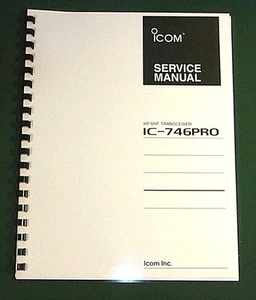 ICOM
SERVICE
MANUAL
HF/VHF TRANSCEIVER
IC-746PRO
Icom Inc.